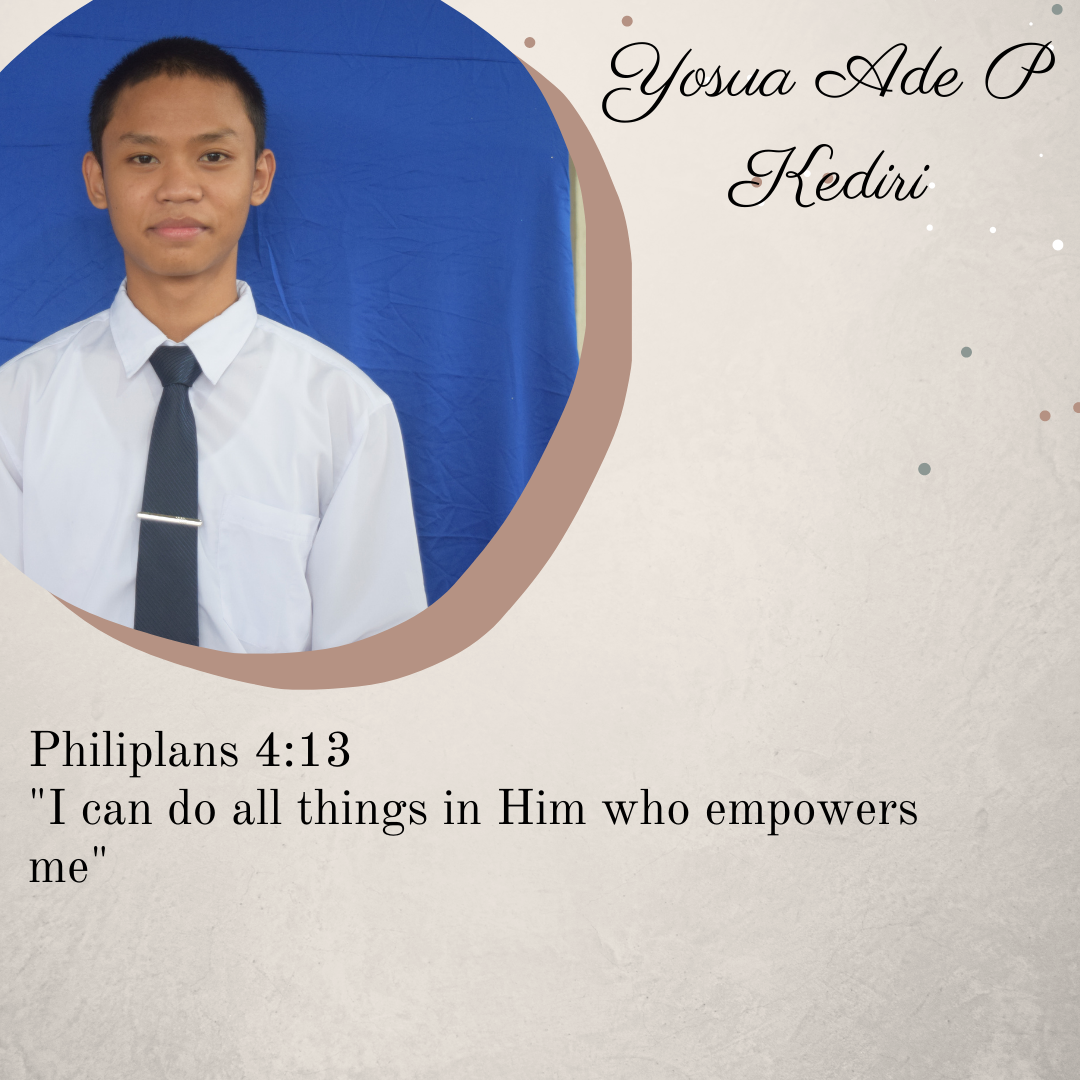 Yosua Ade P
Kediri
Philiplans 4:13
"I can do all things in Him who empowers
me"